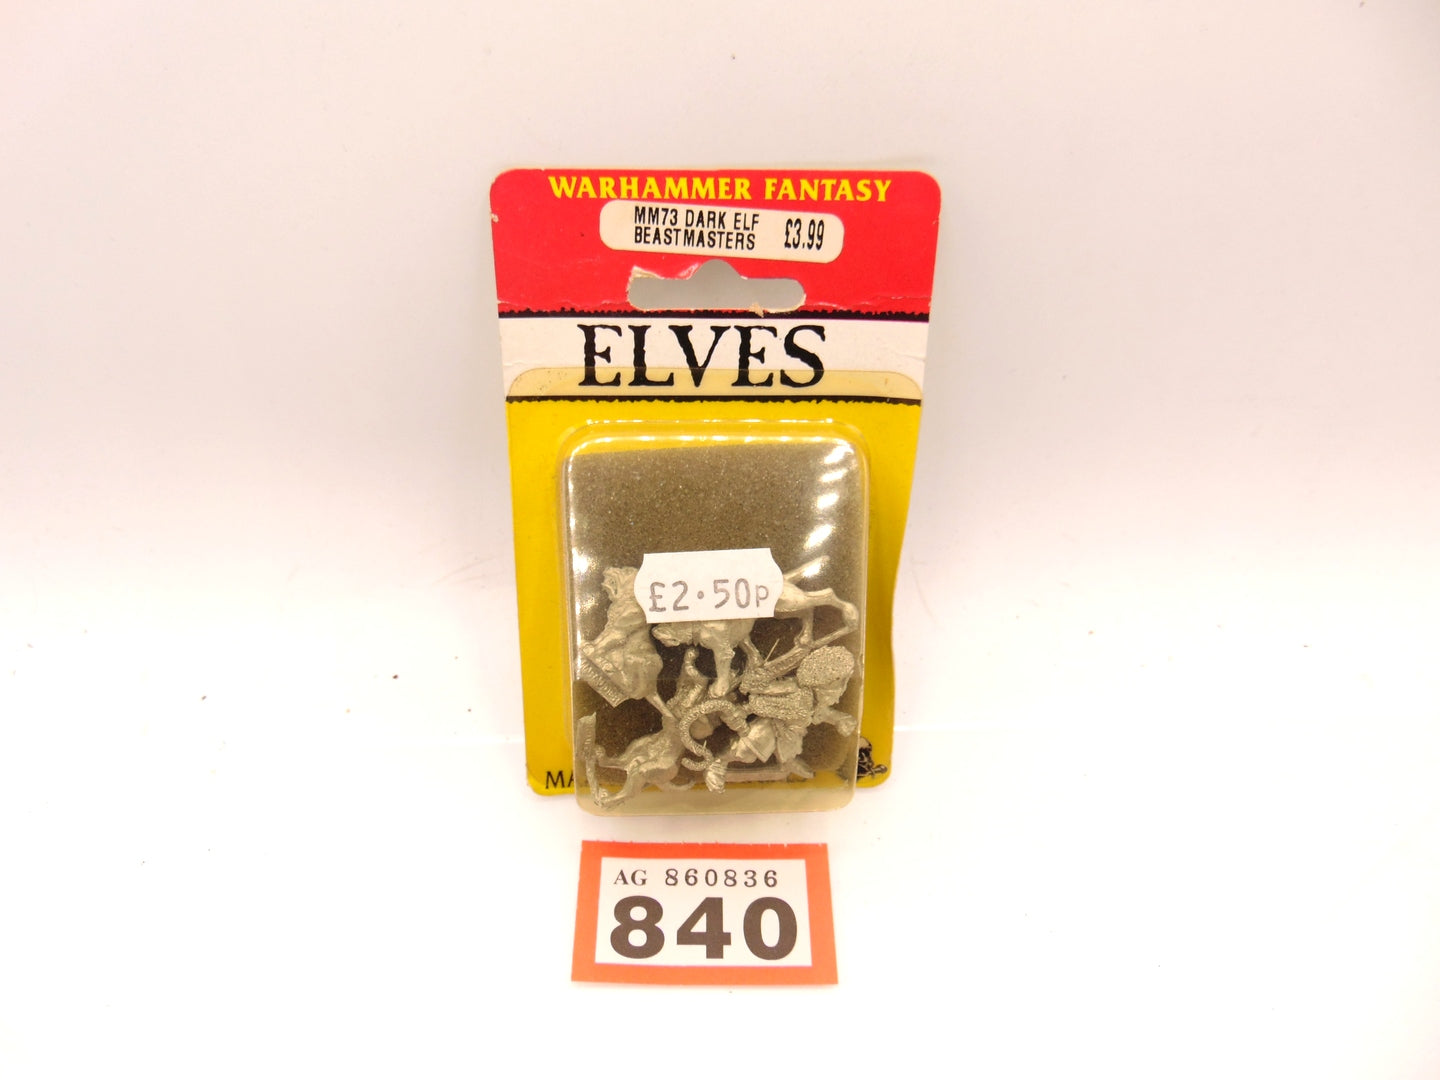 WARHAMMER FANTASY
MM73 DARK ELF
BEASTMASTERS £3.99
ELVES
£2.50P
AG 860836
840